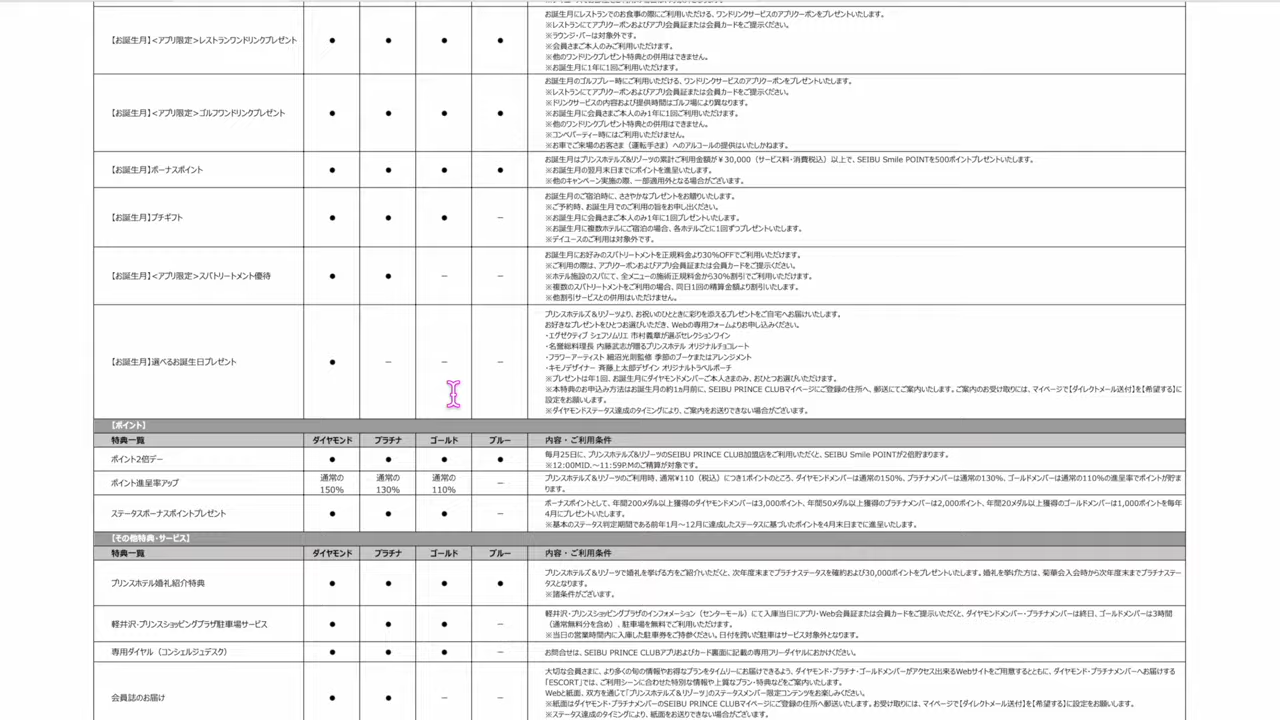 お誕生月にレストランでのお食事の際にご利用いただける、ワンドリンクサービスのアプリクーポンをプレゼントいたします。
※レストランにてアプリクーポンおよびアプリ会員証または会員カードをご提示ください。
【お誕生月】<アプリ限定>レストランワンドリンクプレゼント ● ● ● ● ※ラウンジ・バーは対象外です。
※会員さまご本人のみご利用いただけます。
※他のワンドリンクプレゼント特典との併用はできません。
※お誕生月に1年に1回ご利用いただけます。
お誕生月のゴルフプレー時にご利用いただける、ワンドリンクサービスのアプリクーポンをプレゼントいたします。
※レストランにてアプリクーポンおよびアプリ会員証または会員カードをご提示ください。
※ドリンクサービスの内容および提供時間はゴルフ場により異なります。
【お誕生月】<アプリ限定>ゴルフワンドリンクプレゼント ● ● ● ● ※お誕生月に会員さまご本人のみ1年に1回ご利用いただけます。
※他のワンドリンクプレゼント特典との併用はできません。
※コンペパーティー時にはご利用いただけません。
※お車でご来場のお客さま（運転手さま）へのアルコールの提供はいたしかねます。
お誕生月はプリンスホテルズ&リゾーツの累計ご利用金額が￥30,000（サービス料・消費税込）以上で、SEIBU Smile POINTを500ポイントプレゼントいたします。
【お誕生月】ボーナスポイント ● ● ● ● ※お誕生月の翌月末日までにポイントを進呈いたします。
※他のキャンペーン実施の際、一部適用外となる場合がございます。
お誕生月のご宿泊時に、ささやかなプレゼントをお贈りいたします。
※ご予約時、お誕生月でのご利用の旨をお申し出ください。
【お誕生月】プチギフト ● ● ● － ※お誕生月に会員さまご本人のみ1年に1回プレゼントいたします。
※お誕生月に複数ホテルにご宿泊の場合、各ホテルごとに1回ずつプレゼントいたします。
※デイユースのご利用は対象外です。
お誕生月にお好みのスパトリートメントを正規料金より30%OFFでご利用いただけます。
※ご利用の際は、アプリクーポンおよびアプリ会員証または会員カードをご提示ください。
【お誕生月】<アプリ限定>スパトリートメント優待 ● ● － － ※ホテル施設のスパにて、全メニューの施術正規料金から30%割引でご利用いただけます。
※複数のスパトリートメントをご利用の場合、同日1回の精算金額より割引いたします。
※他割引サービスとの併用はいただけません。
プリンスホテルズ＆リゾーツより、お祝いのひとときに彩りを添えるプレゼントをご自宅へお届けいたします。
お好きなプレゼントをひとつお選びいただき、Webの専用フォームよりお申し込みください。
・エグゼクティブ シェフソムリエ 市村義章が選ぶセレクションワイン
・名誉総料理長 内藤武志が贈るプリンスホテル オリジナルチョコレート
【お誕生月】選べるお誕生日プレゼント ● － － － ・フラワーアーティスト 細沼光則監修 季節のブーケまたはアレンジメント
・キモノデザイナー 斉藤上太郎デザイン オリジナルトラベルポーチ
※プレゼントは年1回、お誕生月にダイヤモンドメンバーご本人さまのみ、おひとつお選びいただけます。
※本特典のお申込み方法はお誕生月の約1ヵ月前に、SEIBU PRINCE CLUBマイページにご登録の住所へ、郵送にてご案内いたします。ご案内のお受け取りには、マイページで【ダイレクトメール送付】を【希望する】に
設定をお願いします。
※ダイヤモンドステータス達成のタイミングにより、ご案内をお送りできない場合がございます。
【ポイント】
特典一覧 ダイヤモンド プラチナ ゴールド ブルー 内容・ご利用条件
ポイント2倍デー ● ● ● ● 毎月25日に、プリンスホテルズ&リゾーツのSEIBU PRINCE CLUB加盟店をご利用いただくと、SEIBU Smile POINTが2倍貯まります。
※12:00MID.～11:59P.Mのご精算が対象です。
ポイント進呈率アップ 通常の150% 通常の130% 通常の110% － プリンスホテルズ&リゾーツのご利用時、通常¥110（税込）につき1ポイントのところ、ダイヤモンドメンバーは通常の150%、プラチナメンバーは通常の130%、ゴールドメンバーは通常の110%の進呈率でポイントが貯ま
ります。
ボーナスポイントとして、年間200メダル以上獲得のダイヤモンドメンバーは3,000ポイント、年間50メダル以上獲得のプラチナメンバーは2,000ポイント、年間20メダル以上獲得のゴールドメンバーは1,000ポイントを毎年
ステータスボーナスポイントプレゼント ● ● ● － 4月にプレゼントいたします。
※基本のステータス判定期間である前年1月～12月に達成したステータスに基づいたポイントを4月末日までに進呈いたします。
【その他特典・サービス】
特典一覧 ダイヤモンド プラチナ ゴールド ブルー 内容・ご利用条件
プリンスホテルズ＆リゾーツで婚礼を挙げる方をご紹介いただくと、次年度末までプラチナステータスを確約および30,000ポイントをプレゼントいたします。婚礼を挙げた方は、菊華会入会時から次年度末までプラチナステー
プリンスホテル婚礼紹介特典 ● ● ● ● タスとなります。
※諸条件がございます。
軽井沢・プリンスショッピングプラザのインフォメーション（センターモール）にて入庫当日にアプリ・Web会員証または会員カードをご提示いただくと、ダイヤモンドメンバー・プラチナメンバーは終日、ゴールドメンバーは3時間
軽井沢・プリンスショッピングプラザ駐車場サービス ● ● ● － （通常無料分を含め）、駐車場を無料でご利用いただけます。
※当日の営業時間内に入庫した駐車券をご持参ください。日付を跨いだ駐車はサービス対象外となります。
専用ダイヤル（コンシェルジュデスク） ● ● ● － お問合せは、SEIBU PRINCE CLUBアプリおよびカード裏面に記載の専用フリーダイヤルにおかけください。
大切な会員さまに、より多くの旬の情報やお得なプランをタイムリーにお届けできるよう、ダイヤモンド・プラチナ・ゴールドメンバーがアクセス出来るWebサイトをご用意するとともに、ダイヤモンド・プラチナメンバーへお届けする
「ESCORT」では、ご利用シーンに合わせた特別な情報や上質なプラン・特典などをご案内いたします。
会員誌のお届け ● ● － － Webと紙面、双方を通じて「プリンスホテルズ＆リゾーツ」のステータスメンバー限定コンテンツをお楽しみください。
※紙面はダイヤモンド・プラチナメンバーのSEIBU PRINCE CLUBマイページにご登録の住所へ郵送いたします。お受け取りには、マイページで【ダイレクトメール送付】を【希望する】に設定をお願いします。
※ステータス達成のタイミングにより、紙面をお送りできない場合がございます。